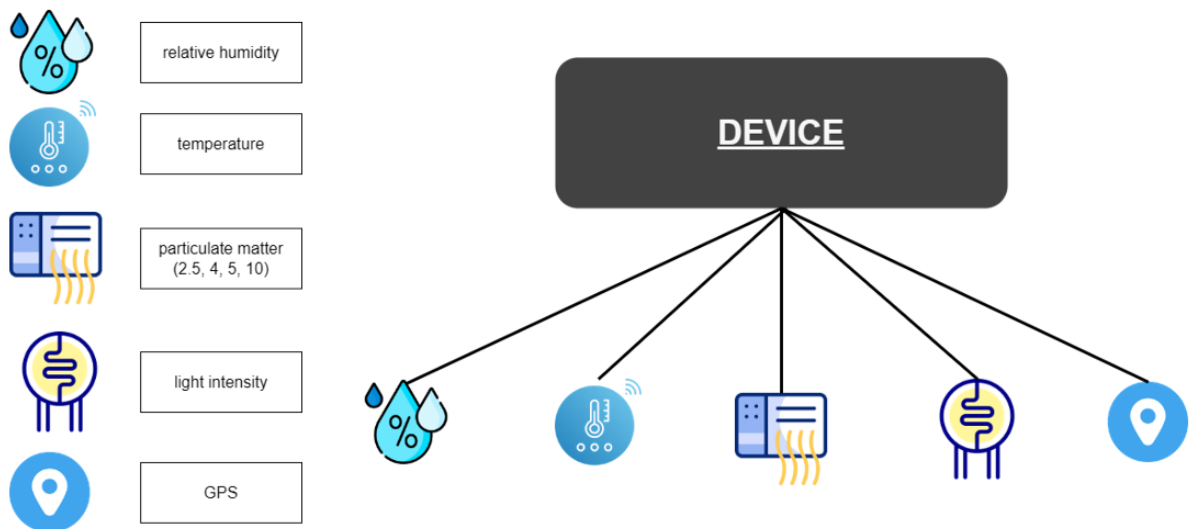 relative humidity
temperature
particulate matter
(2.5, 4, 5, 10)
light intensity
GPS
DEVICE
%
%